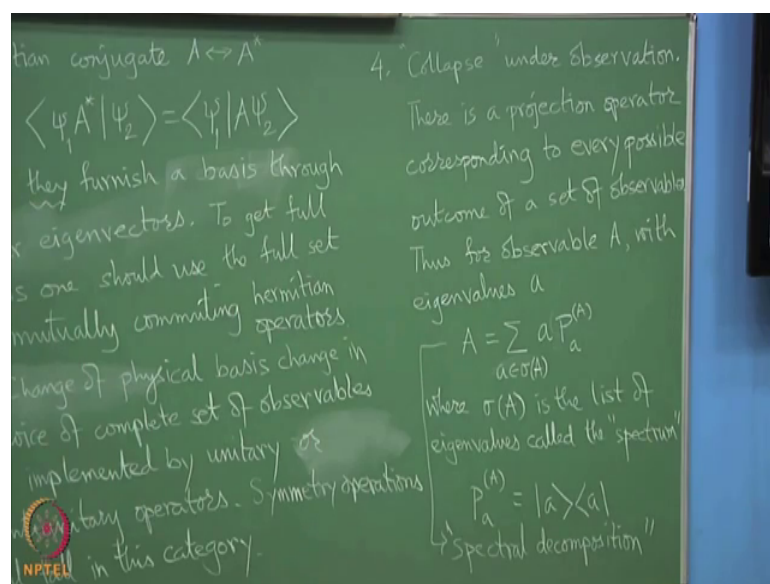 tian conjugate A ↔ A*
⟨ψ₁A*|ψ₂⟩ = ⟨ψ₁|Aψ₂⟩
they furnish a basis through
r eigenvectors. To get full
s one should use the full set
mutually commuting hermitian
operators
change of physical basis change in
oice of complete set of observables
implemented by unitary or
unitary operators. Symmetry operations
in this category.
4. "Collapse" under observation.
There is a projection operator
corresponding to every possible
outcome of a set of observables
Thus for observable A, with
eigenvalues a
A = ∑ a P_a^(A)
a∈σ(A)
where σ(A) is the list of
eigenvalues called the "spectrum"
P_a^(A) = |a><a|
"Spectral decomposition"
NPTEL